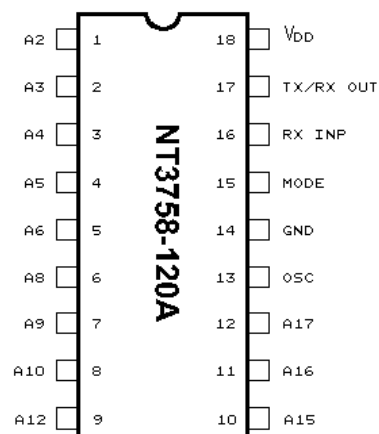 A2 1 18 VDD
A3 2 17 TX/RX OUT
A4 3 16 RX INP
A5 4 15 MODE
A6 5 14 GND
A8 6 13 OSC
A9 7 12 A17
A10 8 11 A16
A12 9 10 A15
NT3758-120A